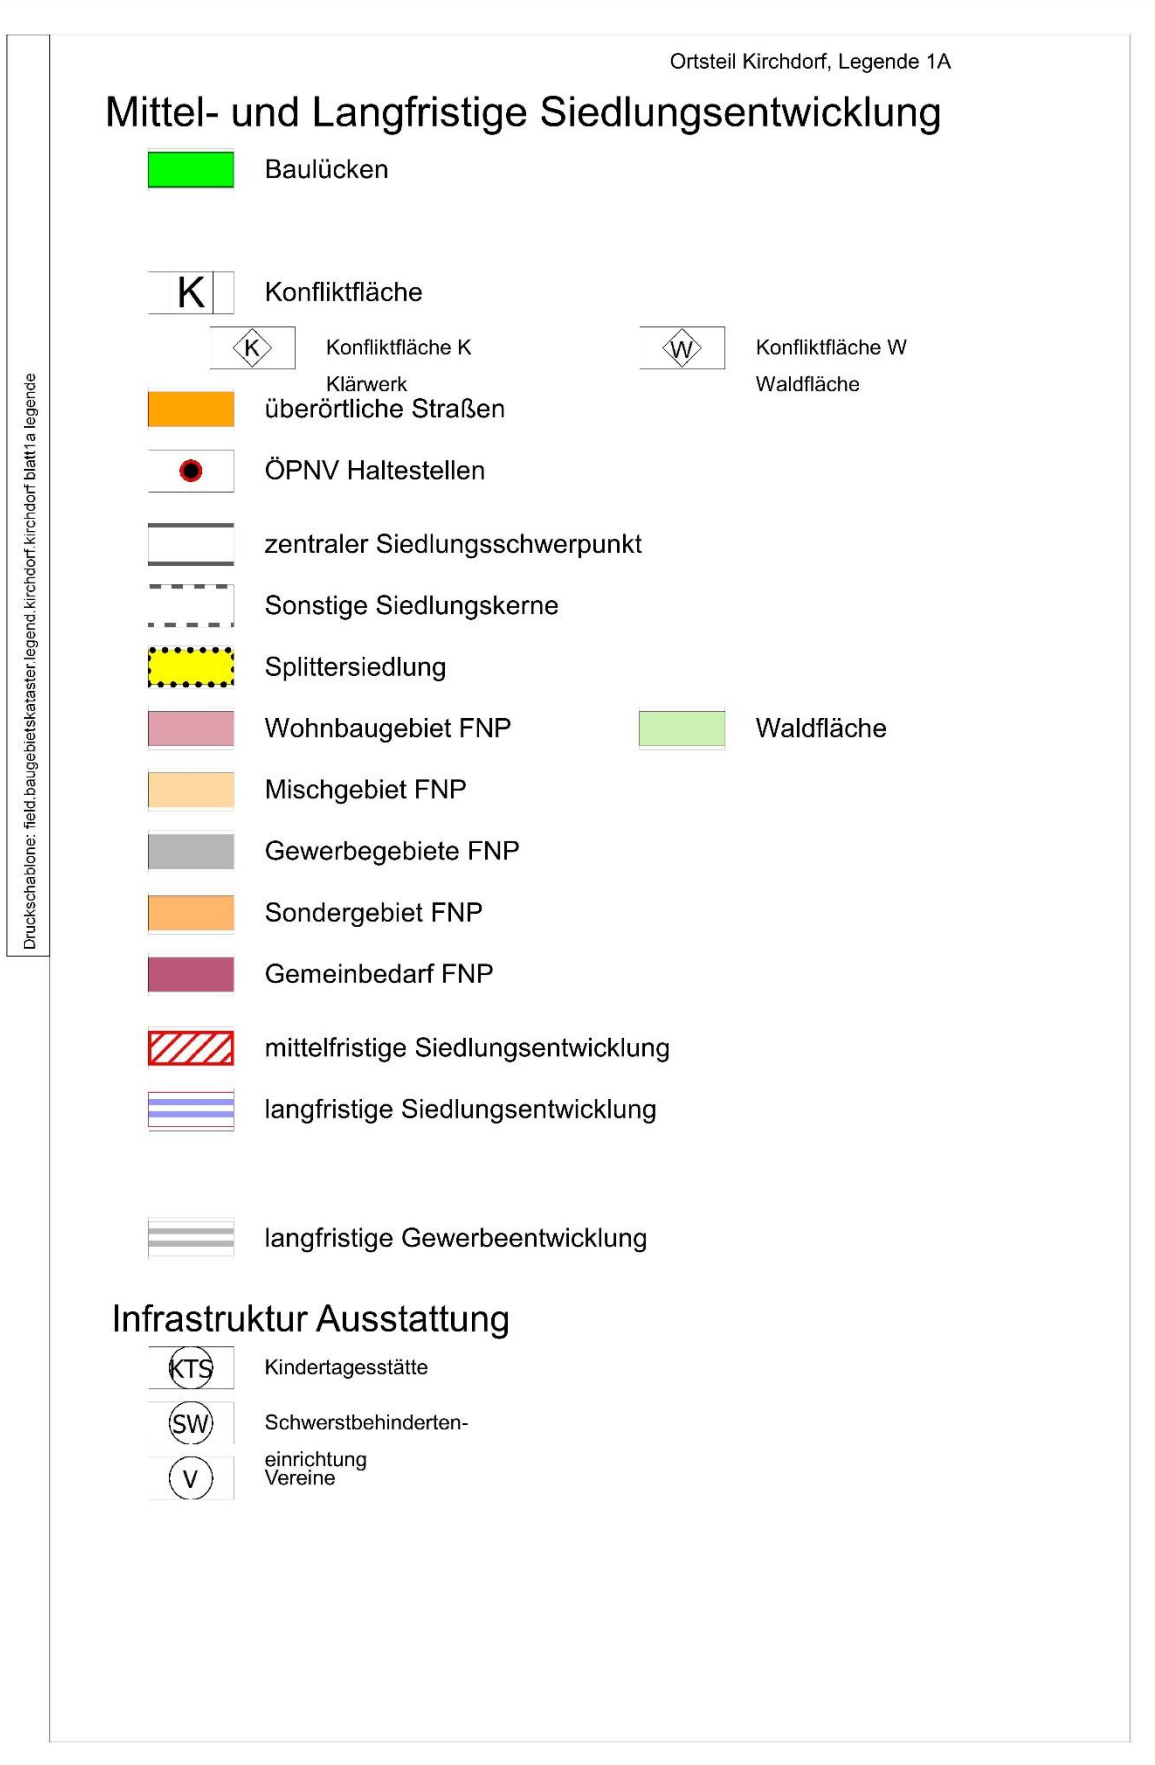 Ortsteil Kirchdorf, Legende 1A
Mittel- und Langfristige Siedlungsentwicklung
Baulücken
K Konfliktfläche
K Konfliktfläche K W Konfliktfläche W
Klärwerk Waldfläche
überörtliche Straßen
ÖPNV Haltestellen
zentraler Siedlungsschwerpunkt
Sonstige Siedlungskerne
Splittersiedlung
Wohnbaugebiet FNP Waldfläche
Mischgebiet FNP
Gewerbegebiete FNP
Sondergebiet FNP
Gemeinbedarf FNP
mittelfristige Siedlungsentwicklung
langfristige Siedlungsentwicklung
langfristige Gewerbeentwicklung
Infrastruktur Ausstattung
KTS Kindertagesstätte
SW Schwerstbehinderten-
einrichtung
V Vereine
Druckschablone: field.baugebietskataster.legend.kirchdorf.kirchdorf blatt1a legende